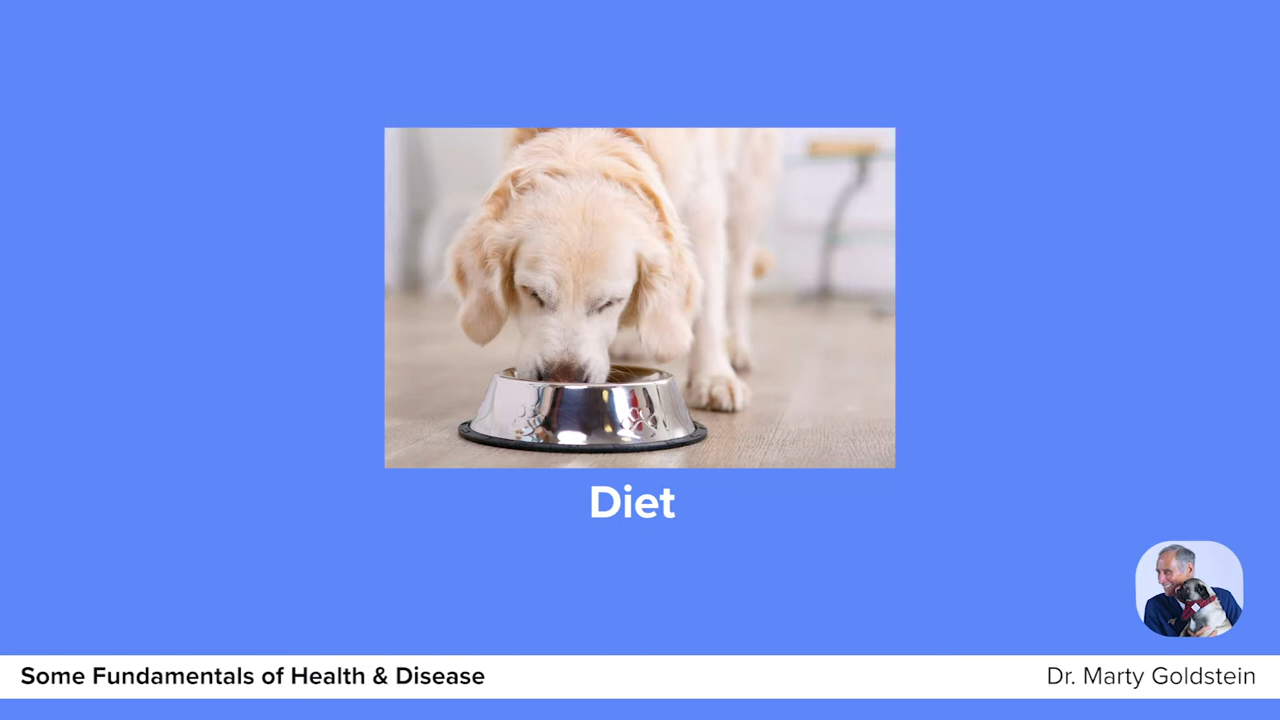 Diet
Some Fundamentals of Health & Disease
Dr. Marty Goldstein